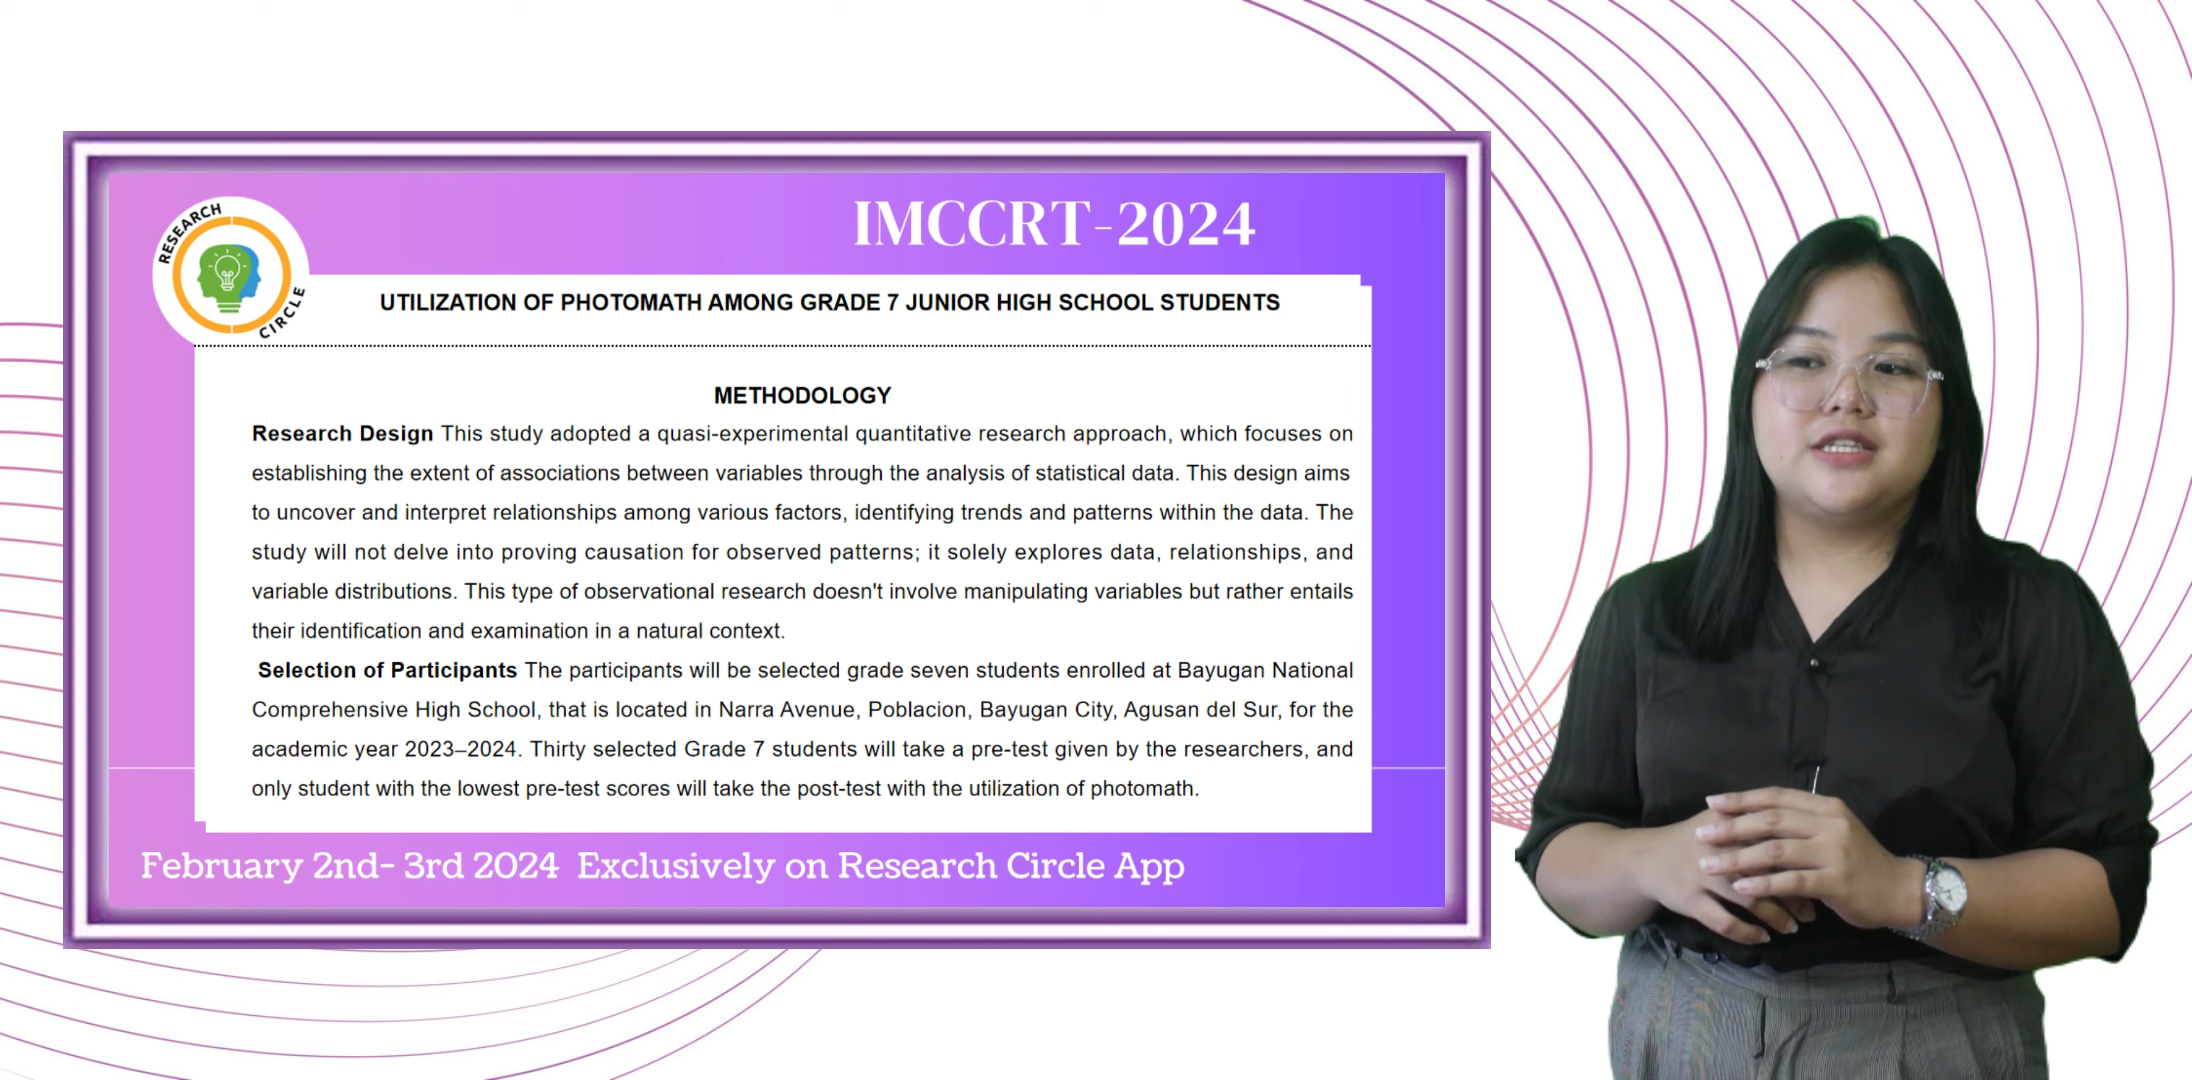 RESEARCH
CIRCLE
IMCCRT-2024
UTILIZATION OF PHOTOMATH AMONG GRADE 7 JUNIOR HIGH SCHOOL STUDENTS
METHODOLOGY
Research Design This study adopted a quasi-experimental quantitative research approach, which focuses on
establishing the extent of associations between variables through the analysis of statistical data. This design aims
to uncover and interpret relationships among various factors, identifying trends and patterns within the data. The
study will not delve into proving causation for observed patterns; it solely explores data, relationships, and
variable distributions. This type of observational research doesn't involve manipulating variables but rather entails
their identification and examination in a natural context.
Selection of Participants The participants will be selected grade seven students enrolled at Bayugan National
Comprehensive High School, that is located in Narra Avenue, Poblacion, Bayugan City, Agusan del Sur, for the
academic year 2023–2024. Thirty selected Grade 7 students will take a pre-test given by the researchers, and
only student with the lowest pre-test scores will take the post-test with the utilization of photomath.
February 2nd- 3rd 2024 Exclusively on Research Circle App